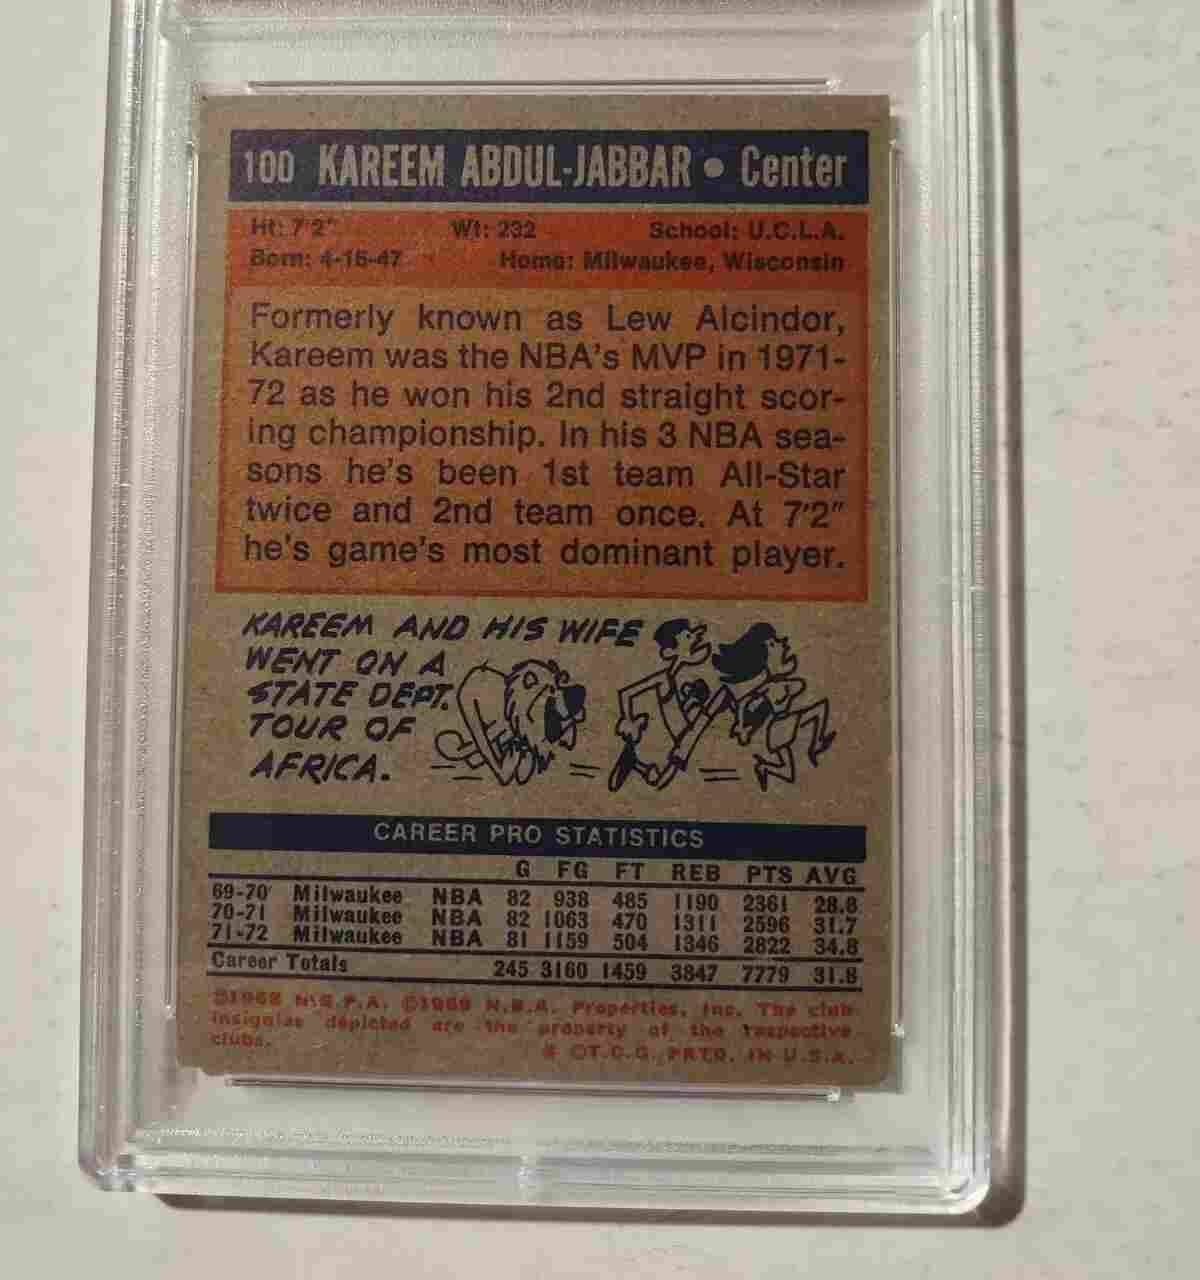 100 KAREEM ABDUL-JABBAR • Center
Ht: 7'2" Wt: 232 School: U.C.L.A.
Born: 4-16-47 Home: Milwaukee, Wisconsin
Formerly known as Lew Alcindor,
Kareem was the NBA's MVP in 1971-
72 as he won his 2nd straight scor-
ing championship. In his 3 NBA sea-
sons he's been 1st team All-Star
twice and 2nd team once. At 7'2"
he's game's most dominant player.
KAREEM AND HIS WIFE
WENT ON A
STATE DEPT.
TOUR OF
AFRICA.
CAREER PRO STATISTICS
G FG FT REB PTS AVG
69-70 Milwaukee NBA 82 938 485 1190 2361 28.8
70-71 Milwaukee NBA 82 1063 470 1311 2596 31.7
71-72 Milwaukee NBA 81 1159 504 1346 2822 34.8
Career Totals 245 3160 1459 3847 7779 31.8
©1968 N.B.P.A. ©1969 N.B.A. Properties, Inc. The club
insignias depicted are the property of the respective
clubs.
©T.C.G. PRTD. IN U.S.A.